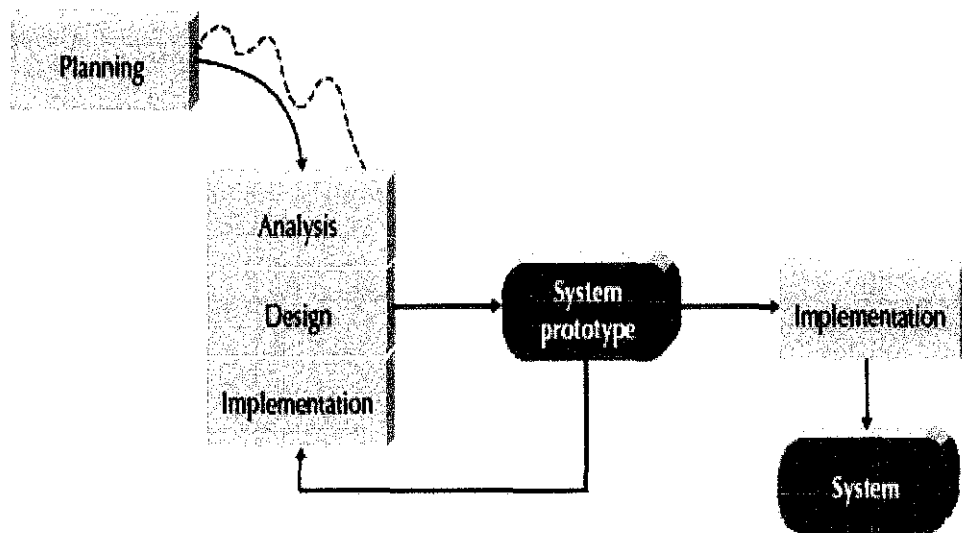 Planning
Analysis
Design
Implementation
System
prototype
Implementation
System